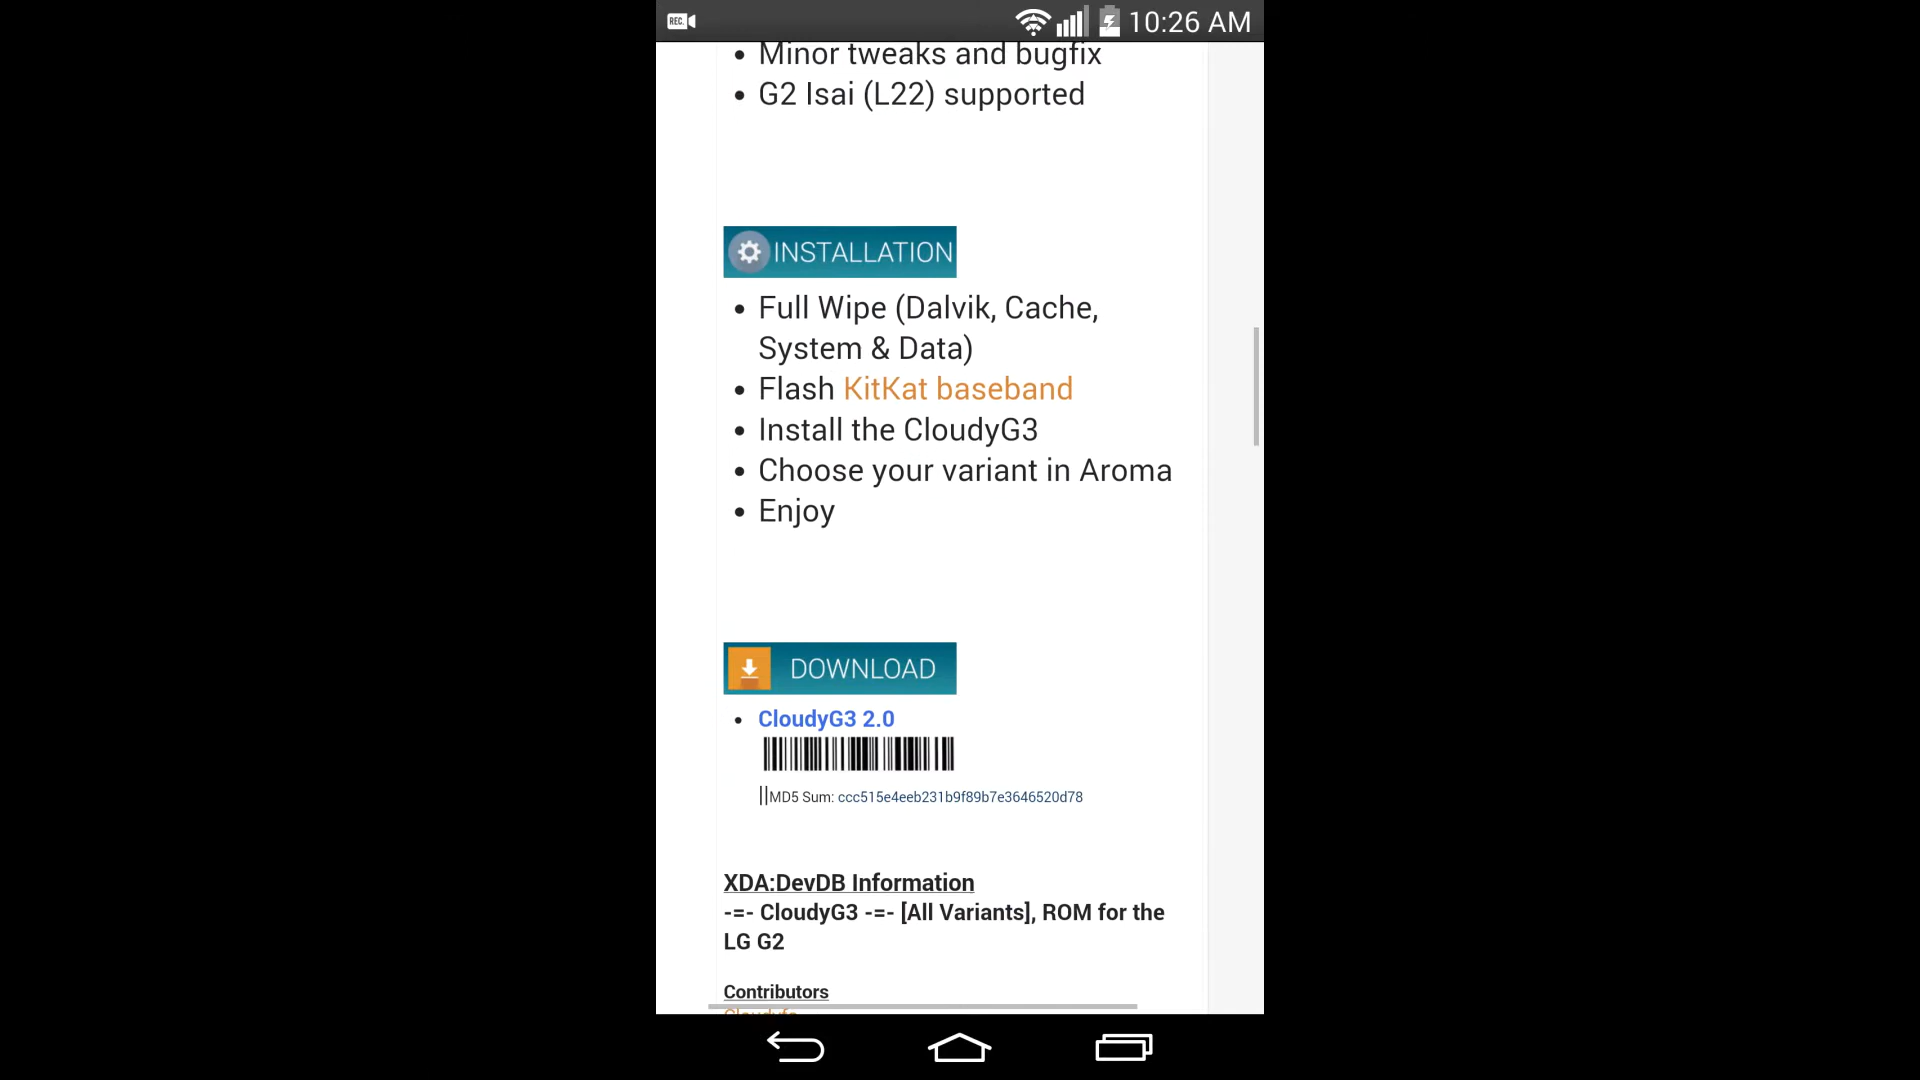 REC
10:26 AM
• Minor tweaks and bugfix
• G2 Isai (L22) supported
INSTALLATION
• Full Wipe (Dalvik, Cache,
System & Data)
• Flash KitKat baseband
• Install the CloudyG3
• Choose your variant in Aroma
• Enjoy
DOWNLOAD
• CloudyG3 2.0
||MD5 Sum: ccc515e4eeb231b9f89b7e3646520d78
XDA:DevDB Information
-=- CloudyG3 -=- [All Variants], ROM for the
LG G2
Contributors